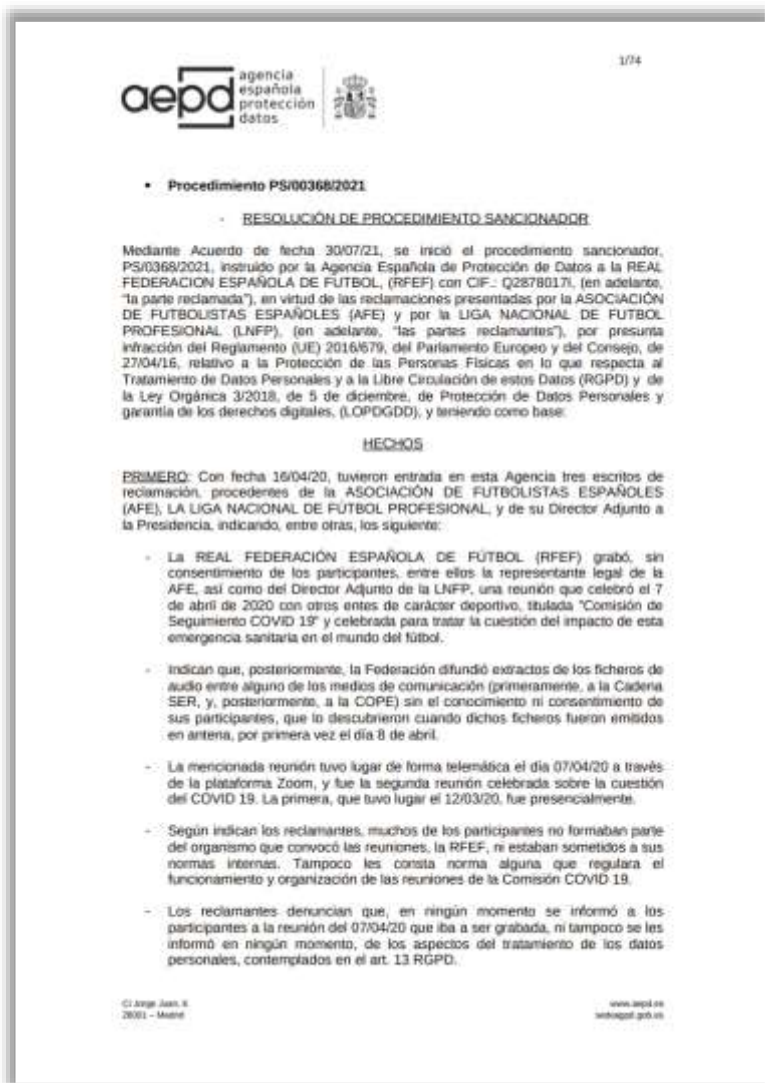 1/74
aepd
agencia
española
protección
datos
• Procedimiento PS/00368/2021
- RESOLUCIÓN DE PROCEDIMIENTO SANCIONADOR
Mediante Acuerdo de fecha 30/07/21, se inició el procedimiento sancionador,
PS/0368/2021, instruido por la Agencia Española de Protección de Datos a la REAL
FEDERACION ESPAÑOLA DE FUTBOL, (RFEF) con CIF.: Q2878017I, (en adelante,
"la parte reclamada"), en virtud de las reclamaciones presentadas por la ASOCIACIÓN
DE FUTBOLISTAS ESPAÑOLES (AFE) y por la LIGA NACIONAL DE FUTBOL
PROFESIONAL (LNFP), (en adelante, "las partes reclamantes"), por presunta
infracción del Reglamento (UE) 2016/679, del Parlamento Europeo y del Consejo, de
27/04/16, relativo a la Protección de las Personas Físicas en lo que respecta al
Tratamiento de Datos Personales y a la Libre Circulación de estos Datos (RGPD) y de
la Ley Orgánica 3/2018, de 5 de diciembre, de Protección de Datos Personales y
garantía de los derechos digitales, (LOPDGDD), y teniendo como base:
HECHOS
PRIMERO: Con fecha 16/04/20, tuvieron entrada en esta Agencia tres escritos de
reclamación, procedentes de la ASOCIACIÓN DE FUTBOLISTAS ESPAÑOLES
(AFE), LA LIGA NACIONAL DE FÚTBOL PROFESIONAL, y de su Director Adjunto a
la Presidencia, indicando, entre otras, los siguiente:
- La REAL FEDERACIÓN ESPAÑOLA DE FÚTBOL (RFEF) grabó, sin
consentimiento de los participantes, entre ellos la representante legal de la
AFE, así como del Director Adjunto de la LNFP, una reunión que celebró el 7
de abril de 2020 con otros entes de carácter deportivo, titulada "Comisión de
Seguimiento COVID 19" y celebrada para tratar la cuestión del impacto de esta
emergencia sanitaria en el mundo del fútbol.
- Indican que, posteriormente, la Federación difundió extractos de los ficheros de
audio entre alguno de los medios de comunicación (primeramente, a la Cadena
SER, y, posteriormente, a la COPE) sin el conocimiento ni consentimiento de
sus participantes, que lo descubrieron cuando dichos ficheros fueron emitidos
en antena, por primera vez el día 8 de abril.
- La mencionada reunión tuvo lugar de forma telemática el día 07/04/20 a través
de la plataforma Zoom, y fue la segunda reunión celebrada sobre la cuestión
del COVID 19. La primera, que tuvo lugar el 12/03/20, fue presencialmente.
- Según indican los reclamantes, muchos de los participantes no formaban parte
del organismo que convocó las reuniones, la RFEF, ni estaban sometidos a sus
normas internas. Tampoco les consta norma alguna que regulara el
funcionamiento y organización de las reuniones de la Comisión COVID 19.
- Los reclamantes denuncian que, en ningún momento se informó a los
participantes a la reunión del 07/04/20 que iba a ser grabada, ni tampoco se les
informó en ningún momento, de los aspectos del tratamiento de los datos
personales, contemplados en el art. 13 RGPD.
C/ Jorge Juan, 6
28001 – Madrid
www.aepd.es
sedeagpd.gob.es